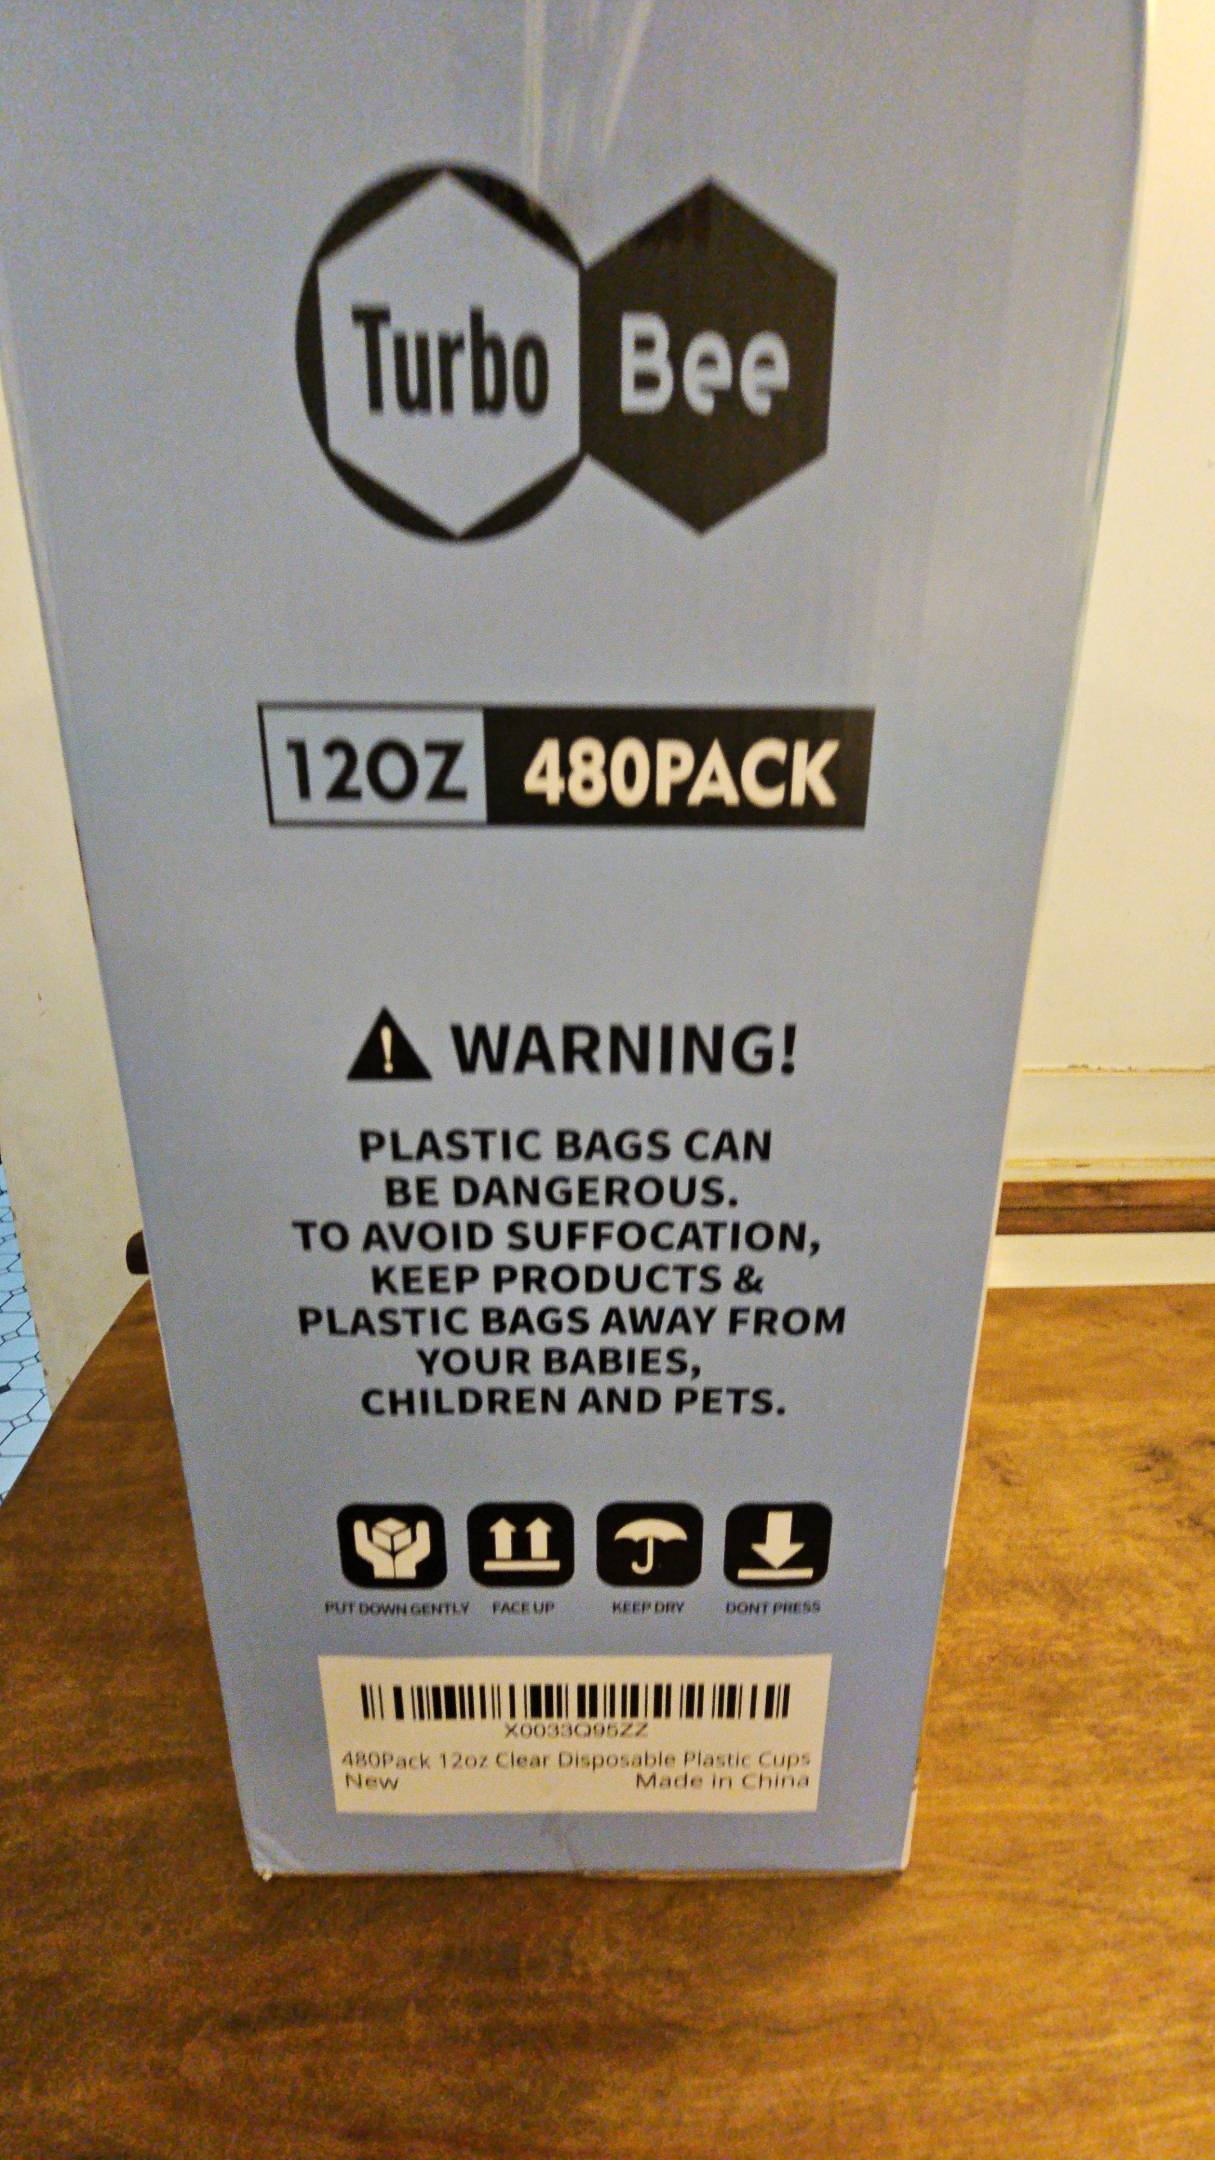 Turbo Bee
12OZ 480PACK
! WARNING!
PLASTIC BAGS CAN
BE DANGEROUS.
TO AVOID SUFFOCATION,
KEEP PRODUCTS &
PLASTIC BAGS AWAY FROM
YOUR BABIES,
CHILDREN AND PETS.
PUT DOWN GENTLY FACE UP KEEP DRY DONT PRESS
X0033Q95ZZ
480Pack 12oz Clear Disposable Plastic Cups
New Made in China